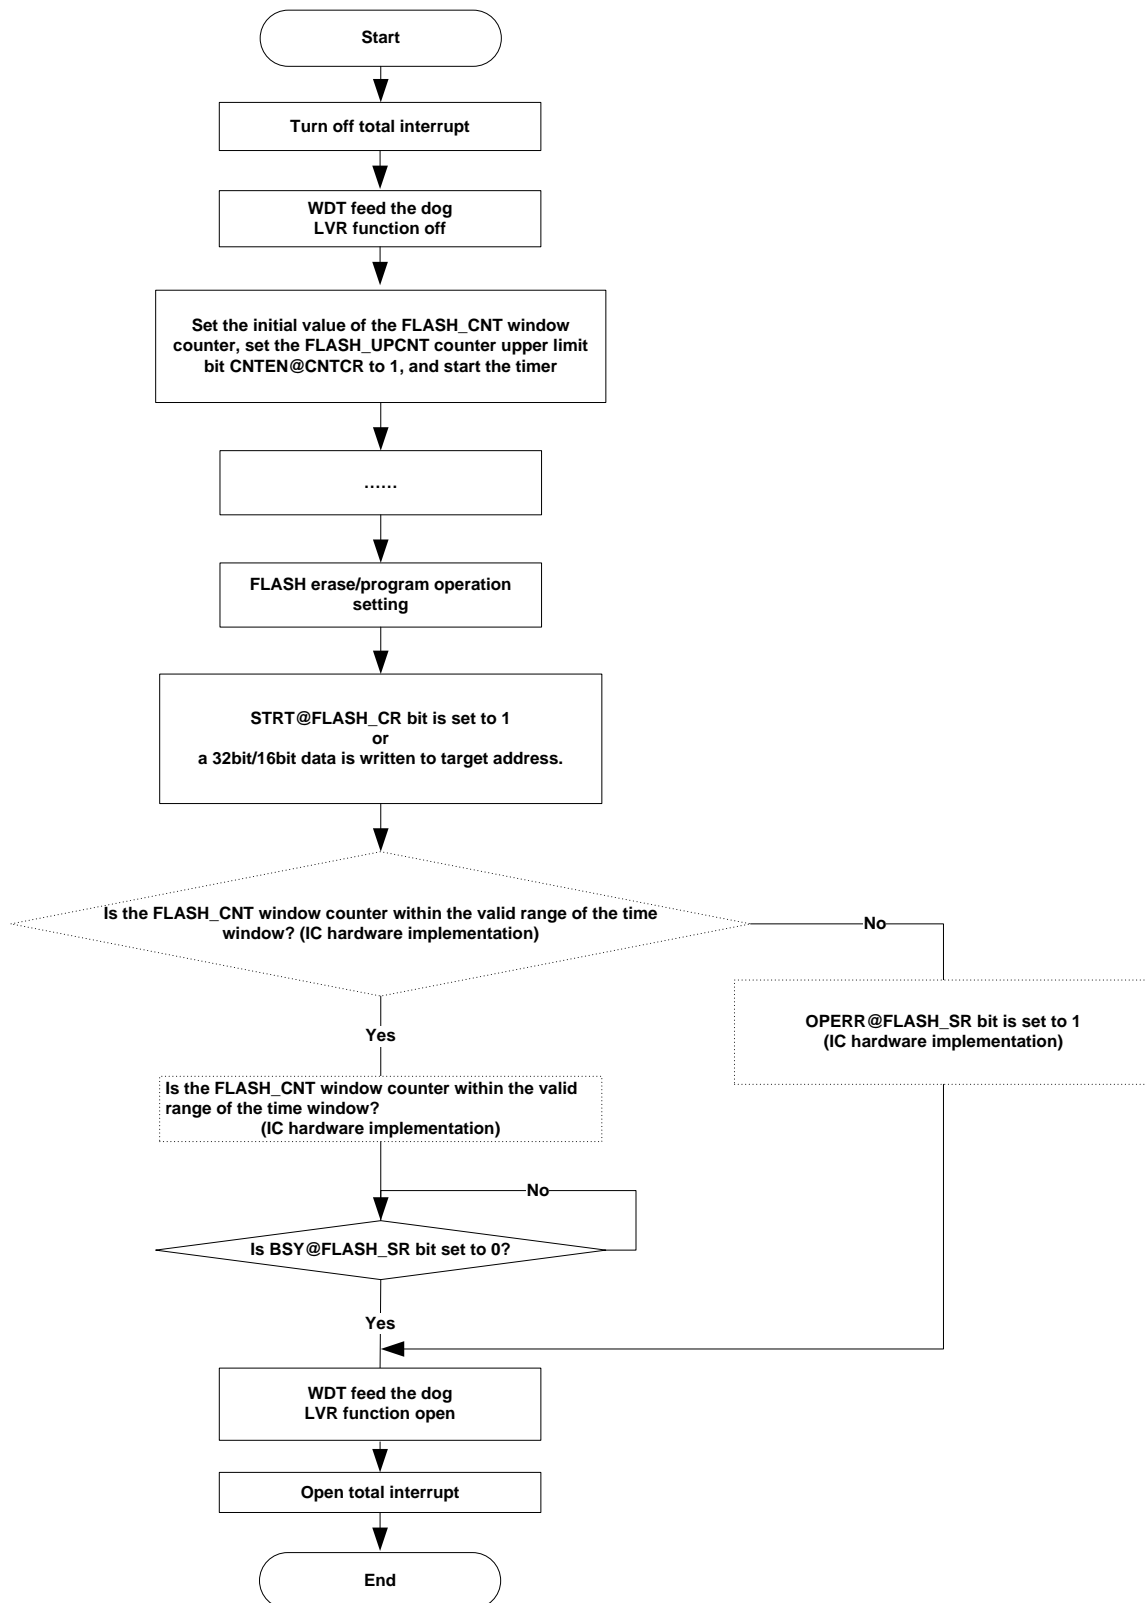 Start
Turn off total interrupt
WDT feed the dog
LVR function off
Set the initial value of the FLASH_CNT window
counter, set the FLASH_UPCNT counter upper limit
bit CNTEN@CNTCR to 1, and start the timer
......
FLASH erase/program operation
setting
STRT@FLASH_CR bit is set to 1
or
a 32bit/16bit data is written to target address.
Is the FLASH_CNT window counter within the valid range of the time
window? (IC hardware implementation)
No
OPERR@FLASH_SR bit is set to 1
(IC hardware implementation)
Yes
Is the FLASH_CNT window counter within the valid
range of the time window?
(IC hardware implementation)
No
Is BSY@FLASH_SR bit set to 0?
Yes
WDT feed the dog
LVR function open
Open total interrupt
End